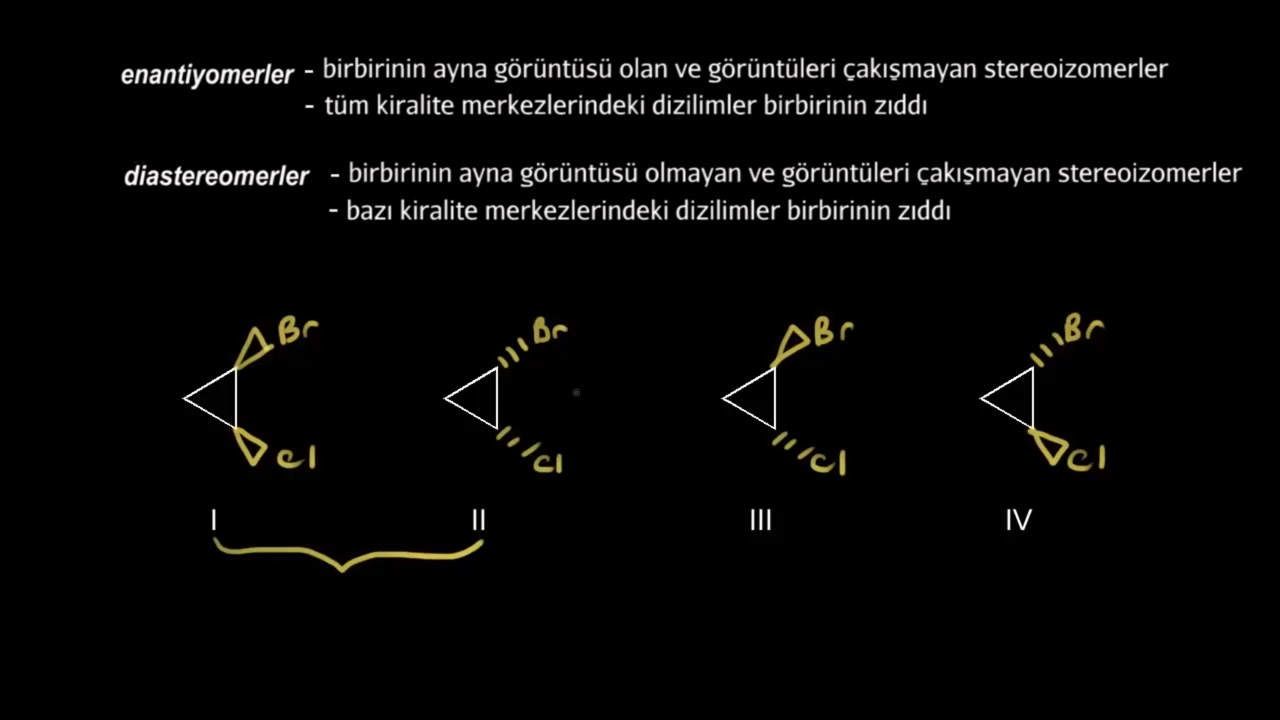 enantiyomerler - birbirinin ayna görüntüsü olan ve görüntüleri çakışmayan stereoizomerler
- tüm kiralite merkezlerindeki dizilimler birbirinin zıddı
diastereomerler - birbirinin ayna görüntüsü olmayan ve görüntüleri çakışmayan stereoizomerler
- bazı kiralite merkezlerindeki dizilimler birbirinin zıddı
Br Br Br Br
Cl Cl Cl Cl
I II III IV